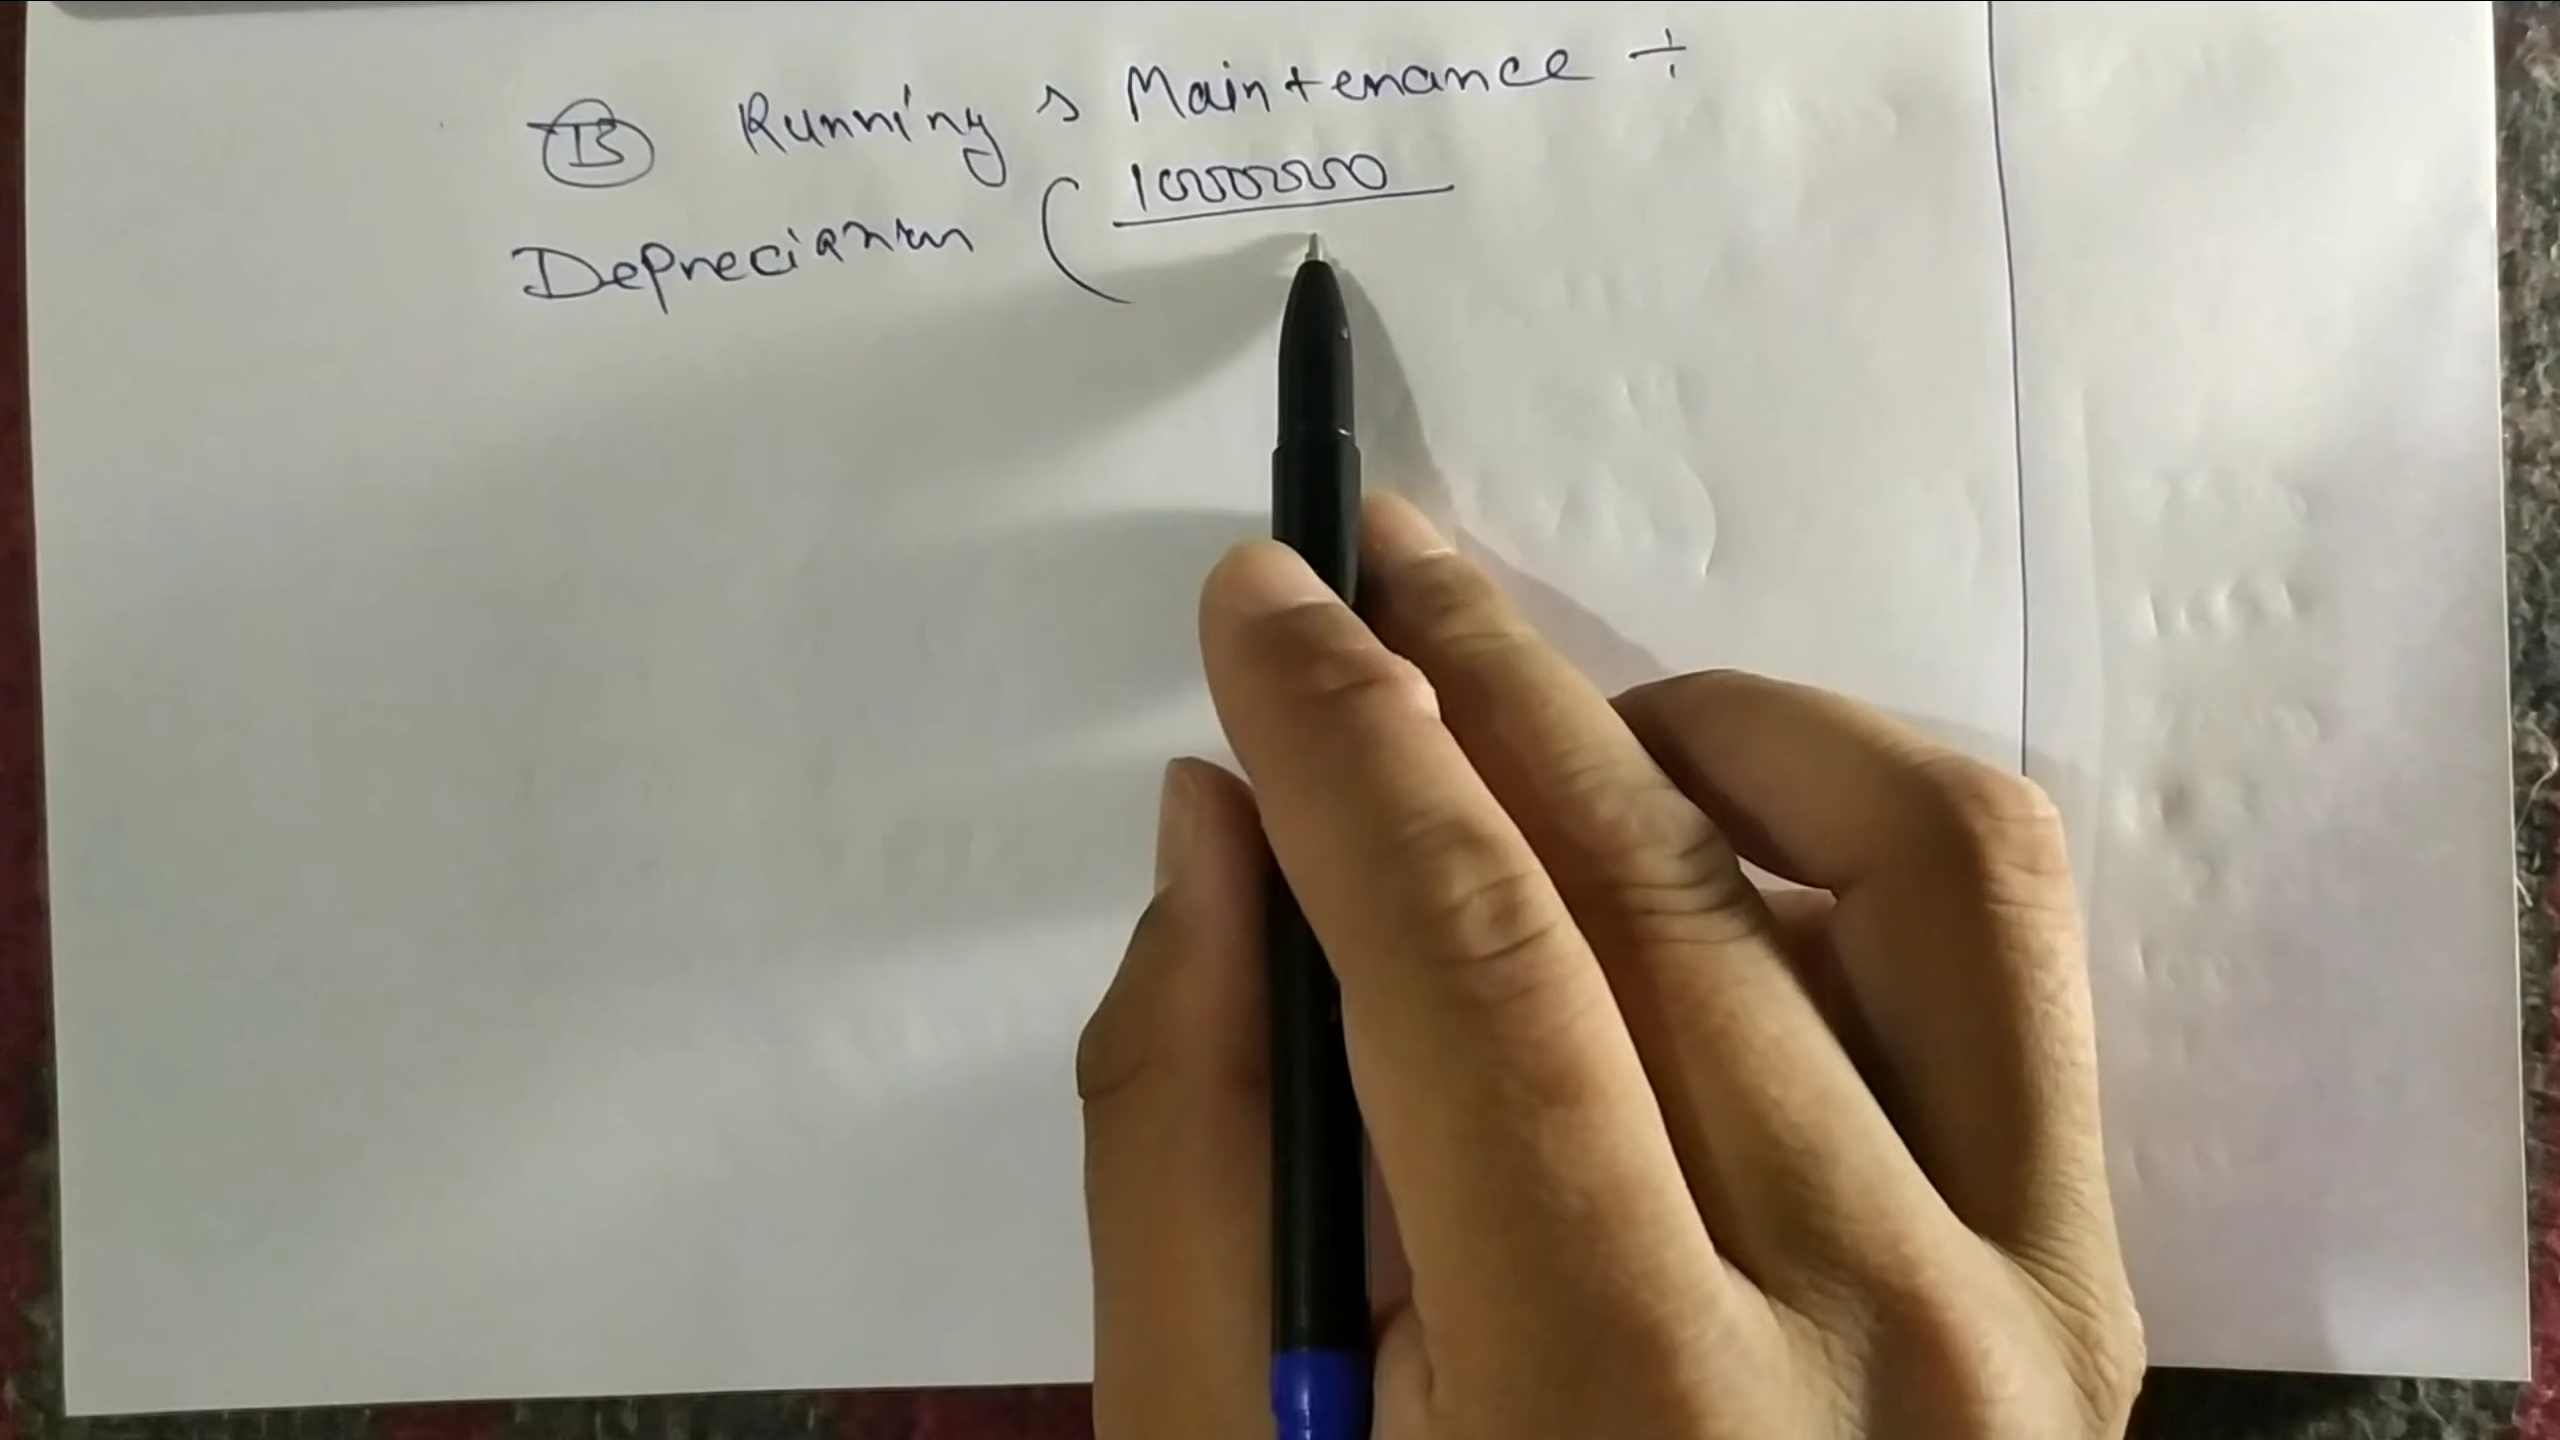 (B) Running & Maintenance ÷
Depreciation ( 1000000